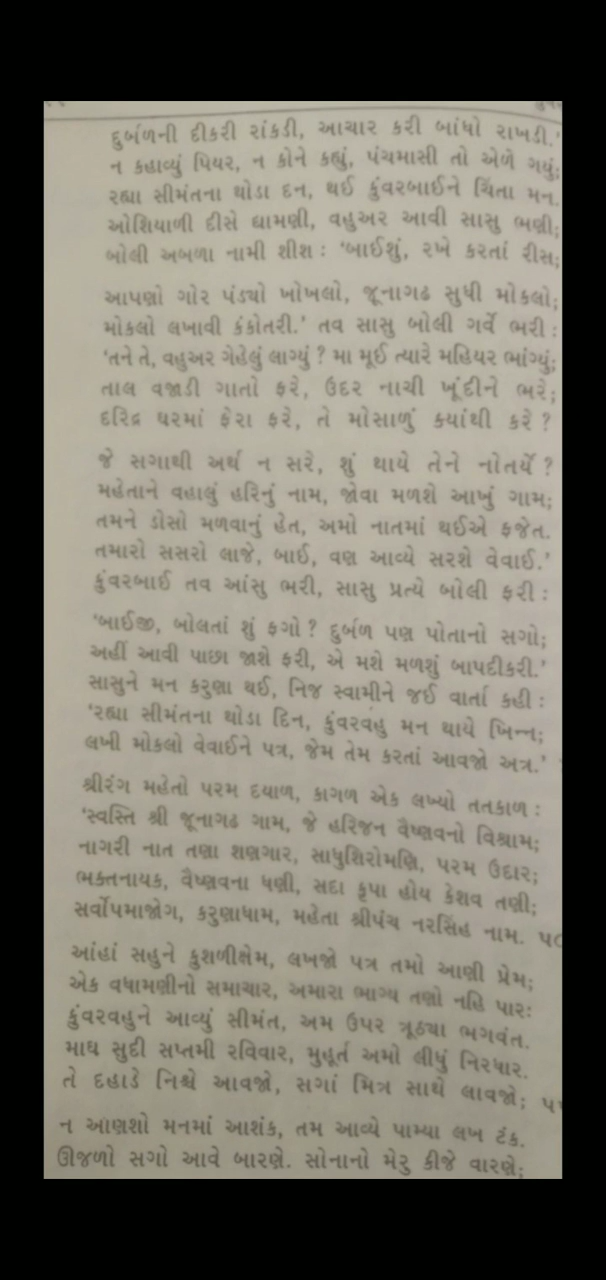 દુર્બળની દીકરી રાંકડી, આચાર કરી બાંધો રાખડી.'
ન કહાવ્યું પિયર, ન કોને કહ્યું, પંચમાસી તો એળે ગયું;
રહ્યા સીમંતના થોડા દન, થઈ કુંવરબાઈને ચિંતા મન.
ઓશિયાળી દીસે દ્યામણી, વહુઅર આવી સાસુ ભણી;
બોલી અબળા નામી શીશ : 'બાઈશું, રખે કરતાં રીસ;
આપણો ગોર પંડ્યો ખોખલો, જૂનાગઢ સુધી મોકલો;
મોકલો લખાવી કંકોતરી.' તવ સાસુ બોલી ગર્વે ભરી :
'તને તે, વહુઅર ગેહેલું લાગ્યું ? મા મૂઈ ત્યારે મહિયર ભાંગ્યું;
તાલ વજાડી ગાતો ફરે, ઉદર નાચી ખૂંદીને ભરે;
દરિદ્ર ઘરમાં ફેરા ફરે, તે મોસાળું ક્યાંથી કરે ?
જે સગાથી અર્થ ન સરે, શું થાયે તેને નોતર્યે ?
મહેતાને વહાલું હરિનું નામ, જોવા મળશે આખું ગામ;
તમને ડોસો મળવાનું હેત, અમો નાતમાં થઈએ ફજેત.
તમારો સસરો લાજે, બાઈ, વણ આવ્યે સરશે વેવાઈ.'
કુંવરબાઈ તવ આંસુ ભરી, સાસુ પ્રત્યે બોલી ફરી :
'બાઈજી, બોલતાં શું ફગો ? દુર્બળ પણ પોતાનો સગો;
અહીં આવી પાછા જાશે ફરી, એ મશે મળશું બાપદીકરી.'
સાસુને મન કરુણા થઈ, નિજ સ્વામીને જઈ વાર્તા કહી :
'રહ્યા સીમંતના થોડા દિન, કુંવરવહુ મન થાયે ખિન્ન;
લખી મોકલો વેવાઈને પત્ર, જેમ તેમ કરતાં આવજો અત્ર.'
શ્રીરંગ મહેતો પરમ દયાળ, કાગળ એક લખ્યો તતકાળ :
'સ્વસ્તિ શ્રી જૂનાગઢ ગામ, જે હરિજન વૈષ્ણવનો વિશ્રામ;
નાગરી નાત તણા શણગાર, સાધુશિરોમણિ, પરમ ઉદાર;
ભક્તનાયક, વૈષ્ણવના ધણી, સદા કૃપા હોય કેશવ તણી;
સર્વોપમાજોગ, કરુણાધામ, મહેતા શ્રીપંચ નરસિંહ નામ.
આંહાં સહુને કુશળીક્ષેમ, લખજો પત્ર તમો આણી પ્રેમ;
એક વધામણીનો સમાચાર, અમારા ભાગ્ય તણો નહિ પાર:
કુંવરવહુને આવ્યું સીમંત, અમ ઉપર ત્રૂઠ્યા ભગવંત.
માઘ સુદી સપ્તમી રવિવાર, મુહૂર્ત અમો લીધું નિરધાર.
તે દહાડે નિશ્ચે આવજો, સગાં મિત્ર સાથે લાવજો;
ન આણશો મનમાં આશંક, તમ આવ્યે પામ્યા લખ ટંક.
ઊજળો સગો આવે બારણે. સોનાનો મેરુ કીજે વારણે;